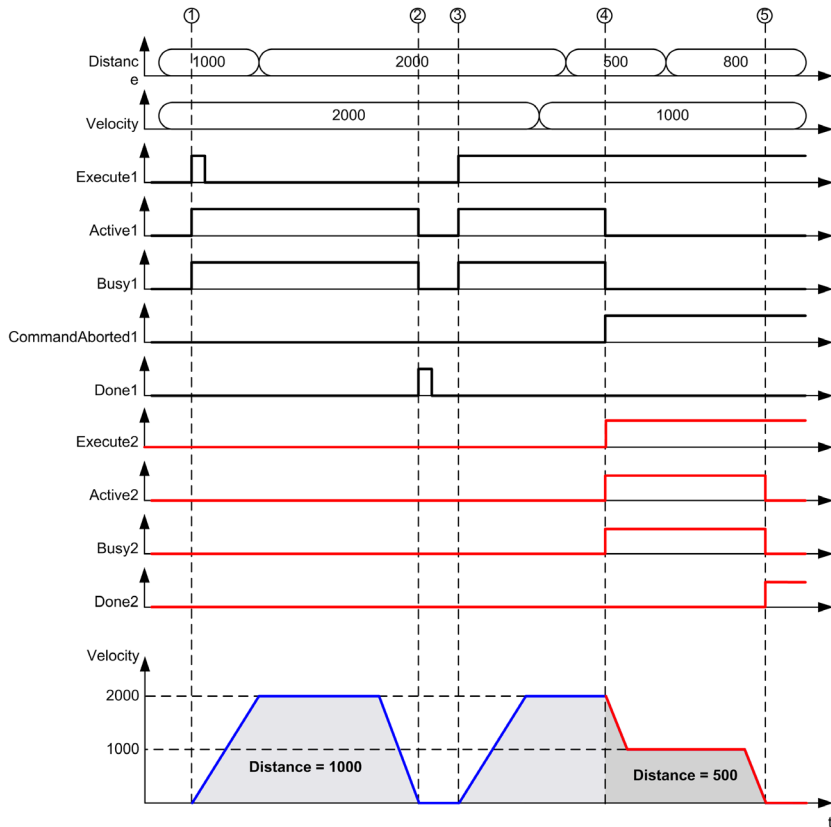 ① ② ③ ④ ⑤
Distanc
e
1000 2000 500 800
Velocity
2000 1000
Execute1
Active1
Busy1
CommandAborted1
Done1
Execute2
Active2
Busy2
Done2
Velocity
2000
1000
Distance = 1000
Distance = 500
t